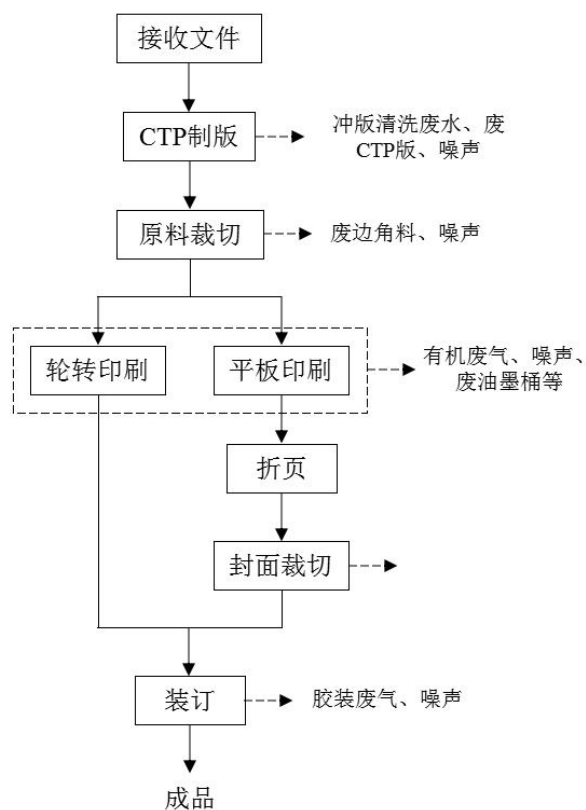 接收文件
CTP制版
冲版清洗废水、废
CTP版、噪声
原料裁切
废边角料、噪声
轮转印刷
平板印刷
有机废气、噪声、
废油墨桶等
折页
封面裁切
装订
胶装废气、噪声
成品